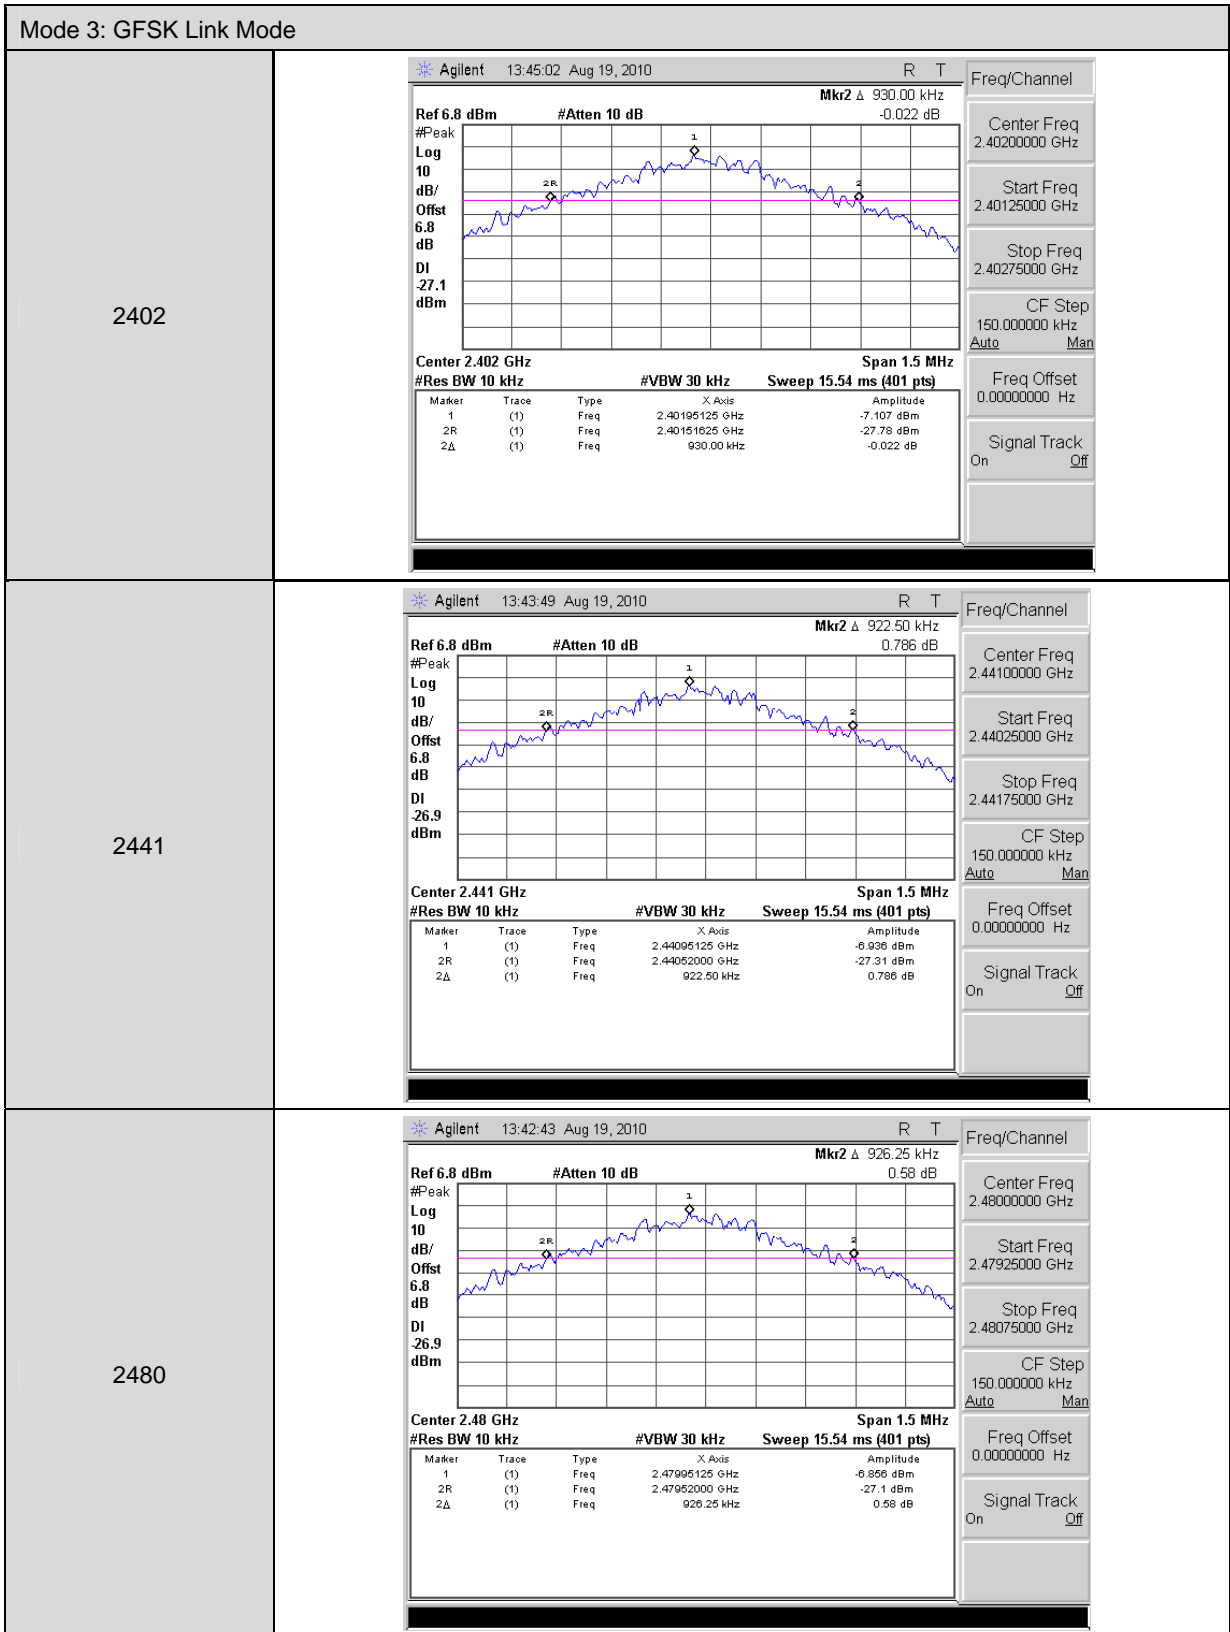 Mode 3: GFSK Link Mode
2402
Agilent 13:45:02 Aug 19, 2010 R T
Mkr2 Δ 930.00 kHz
Ref 6.8 dBm #Atten 10 dB -0.022 dB
#Peak
Log
10
dB/
Offst
6.8
dB
DI
-27.1
dBm
1
2R
2
Center 2.402 GHz Span 1.5 MHz
#Res BW 10 kHz #VBW 30 kHz Sweep 15.54 ms (401 pts)
Marker Trace Type X Axis Amplitude
1 (1) Freq 2.40195125 GHz -7.107 dBm
2R (1) Freq 2.40151625 GHz -27.78 dBm
2Δ (1) Freq 930.00 kHz -0.022 dB
Freq/Channel
Center Freq
2.40200000 GHz
Start Freq
2.40125000 GHz
Stop Freq
2.40275000 GHz
CF Step
150.000000 kHz
Auto Man
Freq Offset
0.00000000 Hz
Signal Track
On Off
2441
Agilent 13:43:49 Aug 19, 2010 R T
Mkr2 Δ 922.50 kHz
Ref 6.8 dBm #Atten 10 dB 0.786 dB
#Peak
Log
10
dB/
Offst
6.8
dB
DI
-26.9
dBm
1
2R
2
Center 2.441 GHz Span 1.5 MHz
#Res BW 10 kHz #VBW 30 kHz Sweep 15.54 ms (401 pts)
Marker Trace Type X Axis Amplitude
1 (1) Freq 2.44095125 GHz -6.936 dBm
2R (1) Freq 2.44052000 GHz -27.31 dBm
2Δ (1) Freq 922.50 kHz 0.786 dB
Freq/Channel
Center Freq
2.44100000 GHz
Start Freq
2.44025000 GHz
Stop Freq
2.44175000 GHz
CF Step
150.000000 kHz
Auto Man
Freq Offset
0.00000000 Hz
Signal Track
On Off
2480
Agilent 13:42:43 Aug 19, 2010 R T
Mkr2 Δ 926.25 kHz
Ref 6.8 dBm #Atten 10 dB 0.58 dB
#Peak
Log
10
dB/
Offst
6.8
dB
DI
-26.9
dBm
1
2R
2
Center 2.48 GHz Span 1.5 MHz
#Res BW 10 kHz #VBW 30 kHz Sweep 15.54 ms (401 pts)
Marker Trace Type X Axis Amplitude
1 (1) Freq 2.47995125 GHz -6.856 dBm
2R (1) Freq 2.47952000 GHz -27.1 dBm
2Δ (1) Freq 926.25 kHz 0.58 dB
Freq/Channel
Center Freq
2.48000000 GHz
Start Freq
2.47925000 GHz
Stop Freq
2.48075000 GHz
CF Step
150.000000 kHz
Auto Man
Freq Offset
0.00000000 Hz
Signal Track
On Off